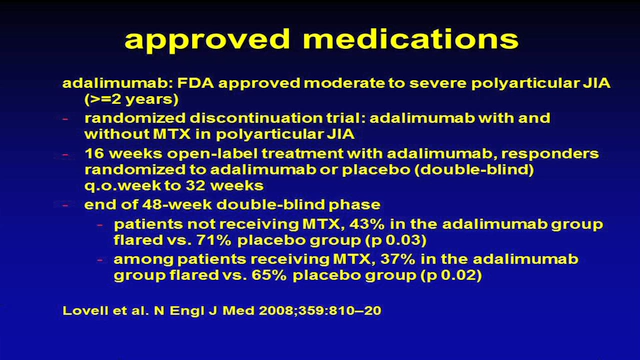 approved medications
adalimumab: FDA approved moderate to severe polyarticular JIA
(>=2 years)
- randomized discontinuation trial: adalimumab with and
without MTX in polyarticular JIA
- 16 weeks open-label treatment with adalimumab, responders
randomized to adalimumab or placebo (double-blind)
q.o.week to 32 weeks
- end of 48-week double-blind phase
- patients not receiving MTX, 43% in the adalimumab group
flared vs. 71% placebo group (p 0.03)
- among patients receiving MTX, 37% in the adalimumab
group flared vs. 65% placebo group (p 0.02)
Lovell et al. N Engl J Med 2008;359:810–20